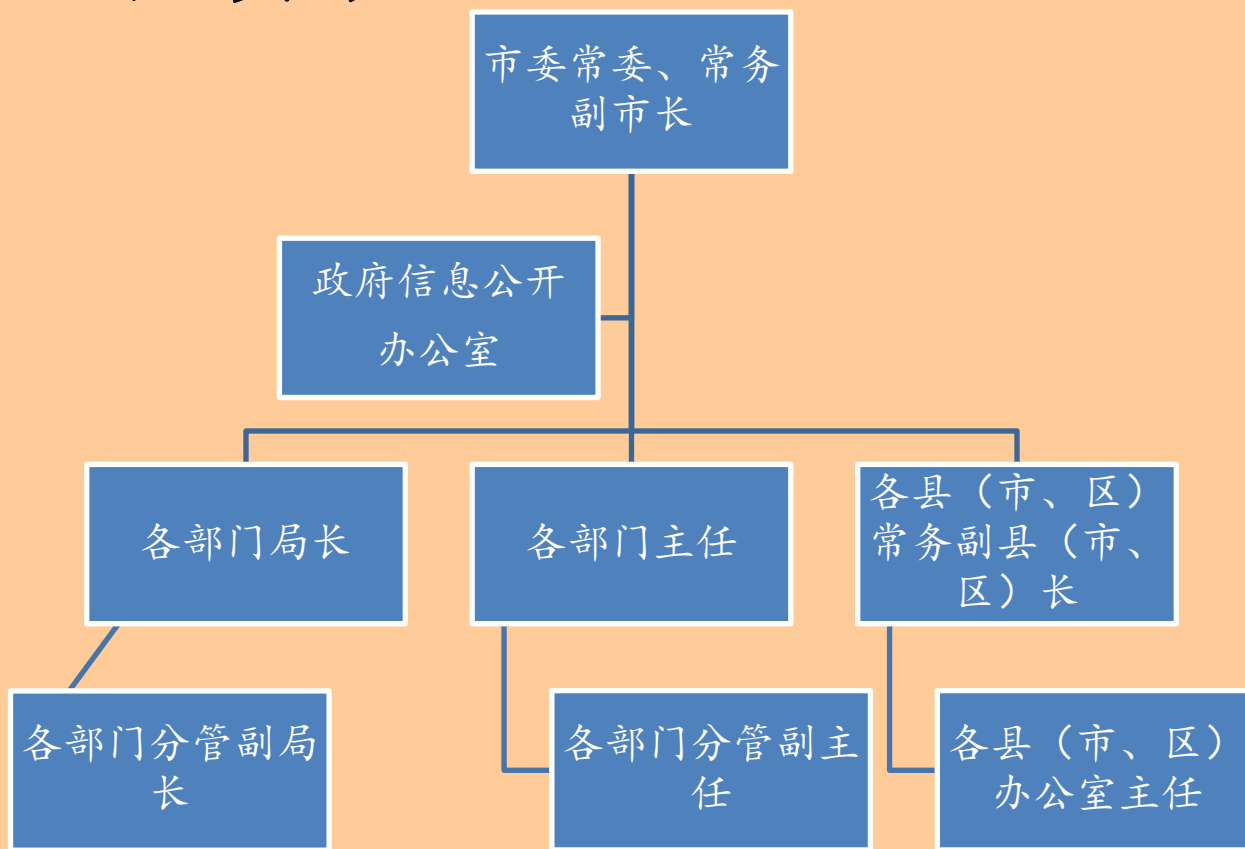 市委常委、常务
副市长
政府信息公开
办公室
各部门局长
各部门主任
各县（市、区）
常务副县（市、
区）长
各部门分管副局
长
各部门分管副主
任
各县（市、区）
办公室主任